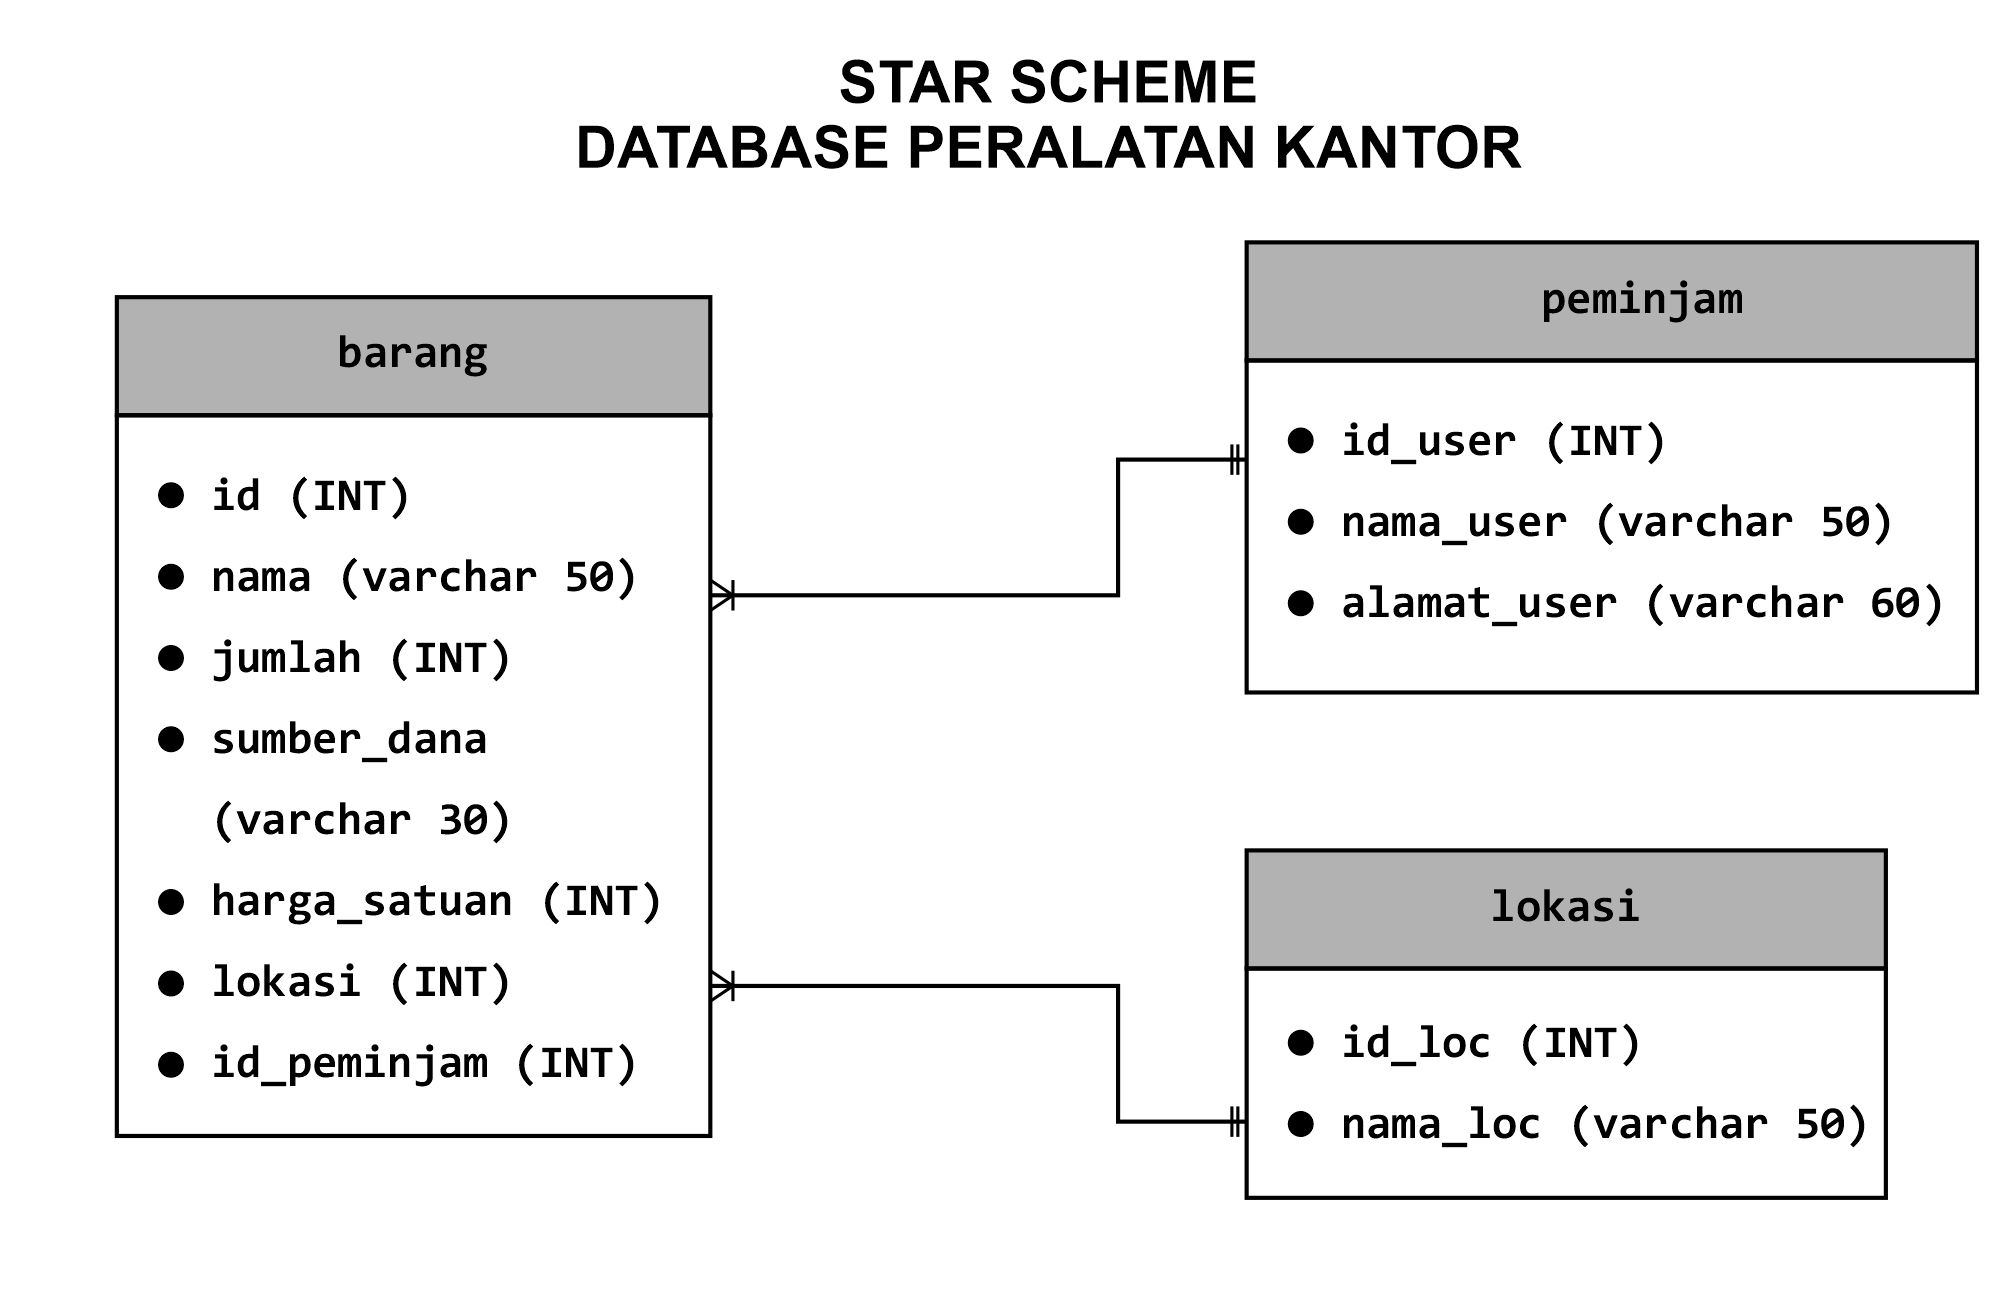 STAR SCHEME
DATABASE PERALATAN KANTOR
barang
● id (INT)
● nama (varchar 50)
● jumlah (INT)
● sumber_dana
(varchar 30)
● harga_satuan (INT)
● lokasi (INT)
● id_peminjam (INT)
peminjam
● id_user (INT)
● nama_user (varchar 50)
● alamat_user (varchar 60)
lokasi
● id_loc (INT)
● nama_loc (varchar 50)